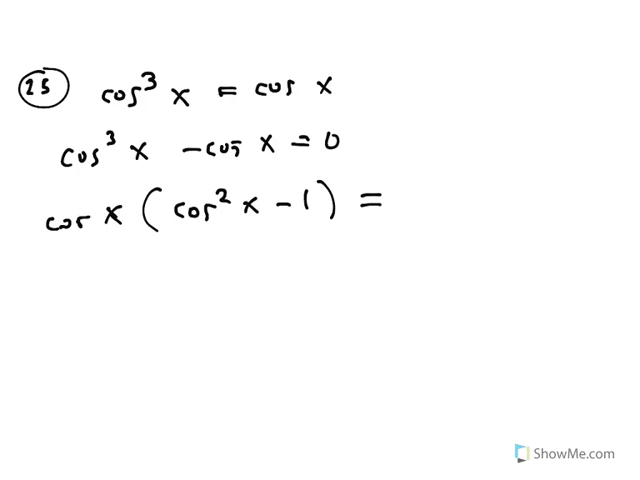 25 cos³ x = cos x
cos³ x - cos x = 0
cos x ( cos² x - 1 ) =
ShowMe.com